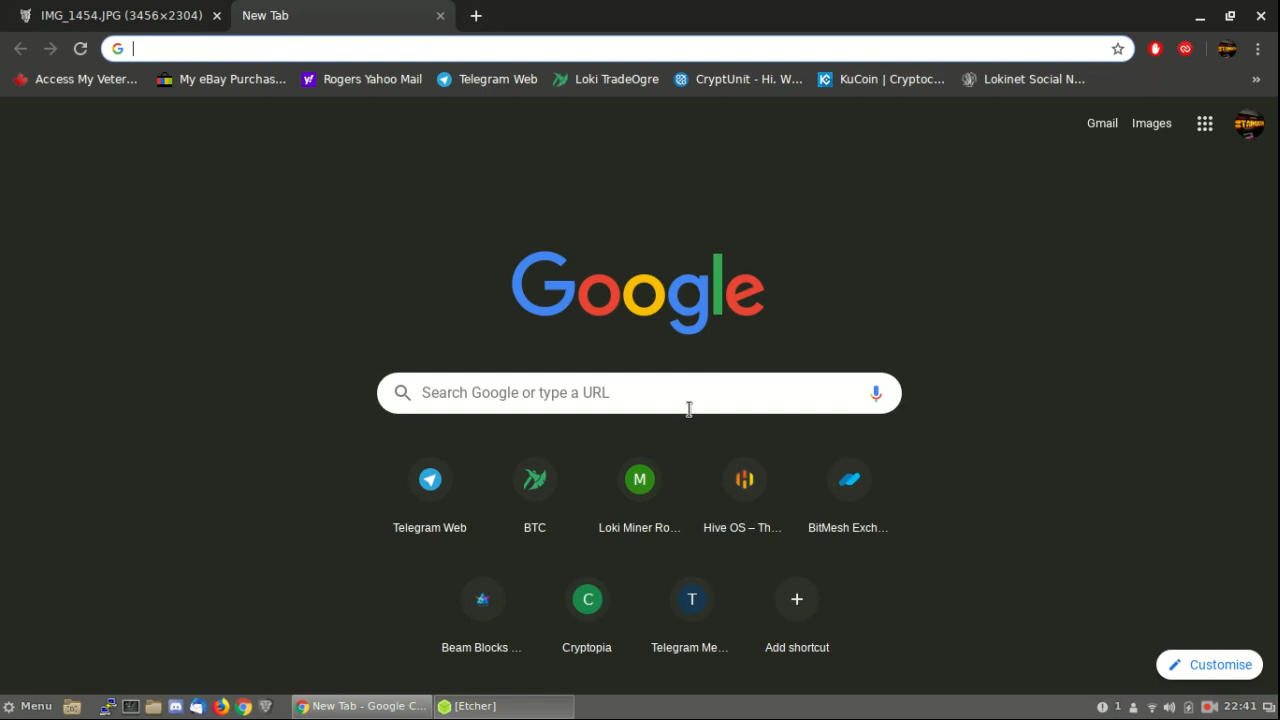 IMG_1454.JPG (3456×2304)
New Tab
Access My Veter...
My eBay Purchas...
Rogers Yahoo Mail
Telegram Web
Loki TradeOgre
CryptUnit - Hi. W...
KuCoin | Cryptoc...
Lokinet Social N...
»
Gmail
Images
Google
Search Google or type a URL
Telegram Web
BTC
M
Loki Miner Ro...
Hive OS – Th...
BitMesh Exch...
Beam Blocks ...
C
Cryptopia
T
Telegram Me...
Add shortcut
Customise
Menu
New Tab - Google C...
[Etcher]
1
22:41